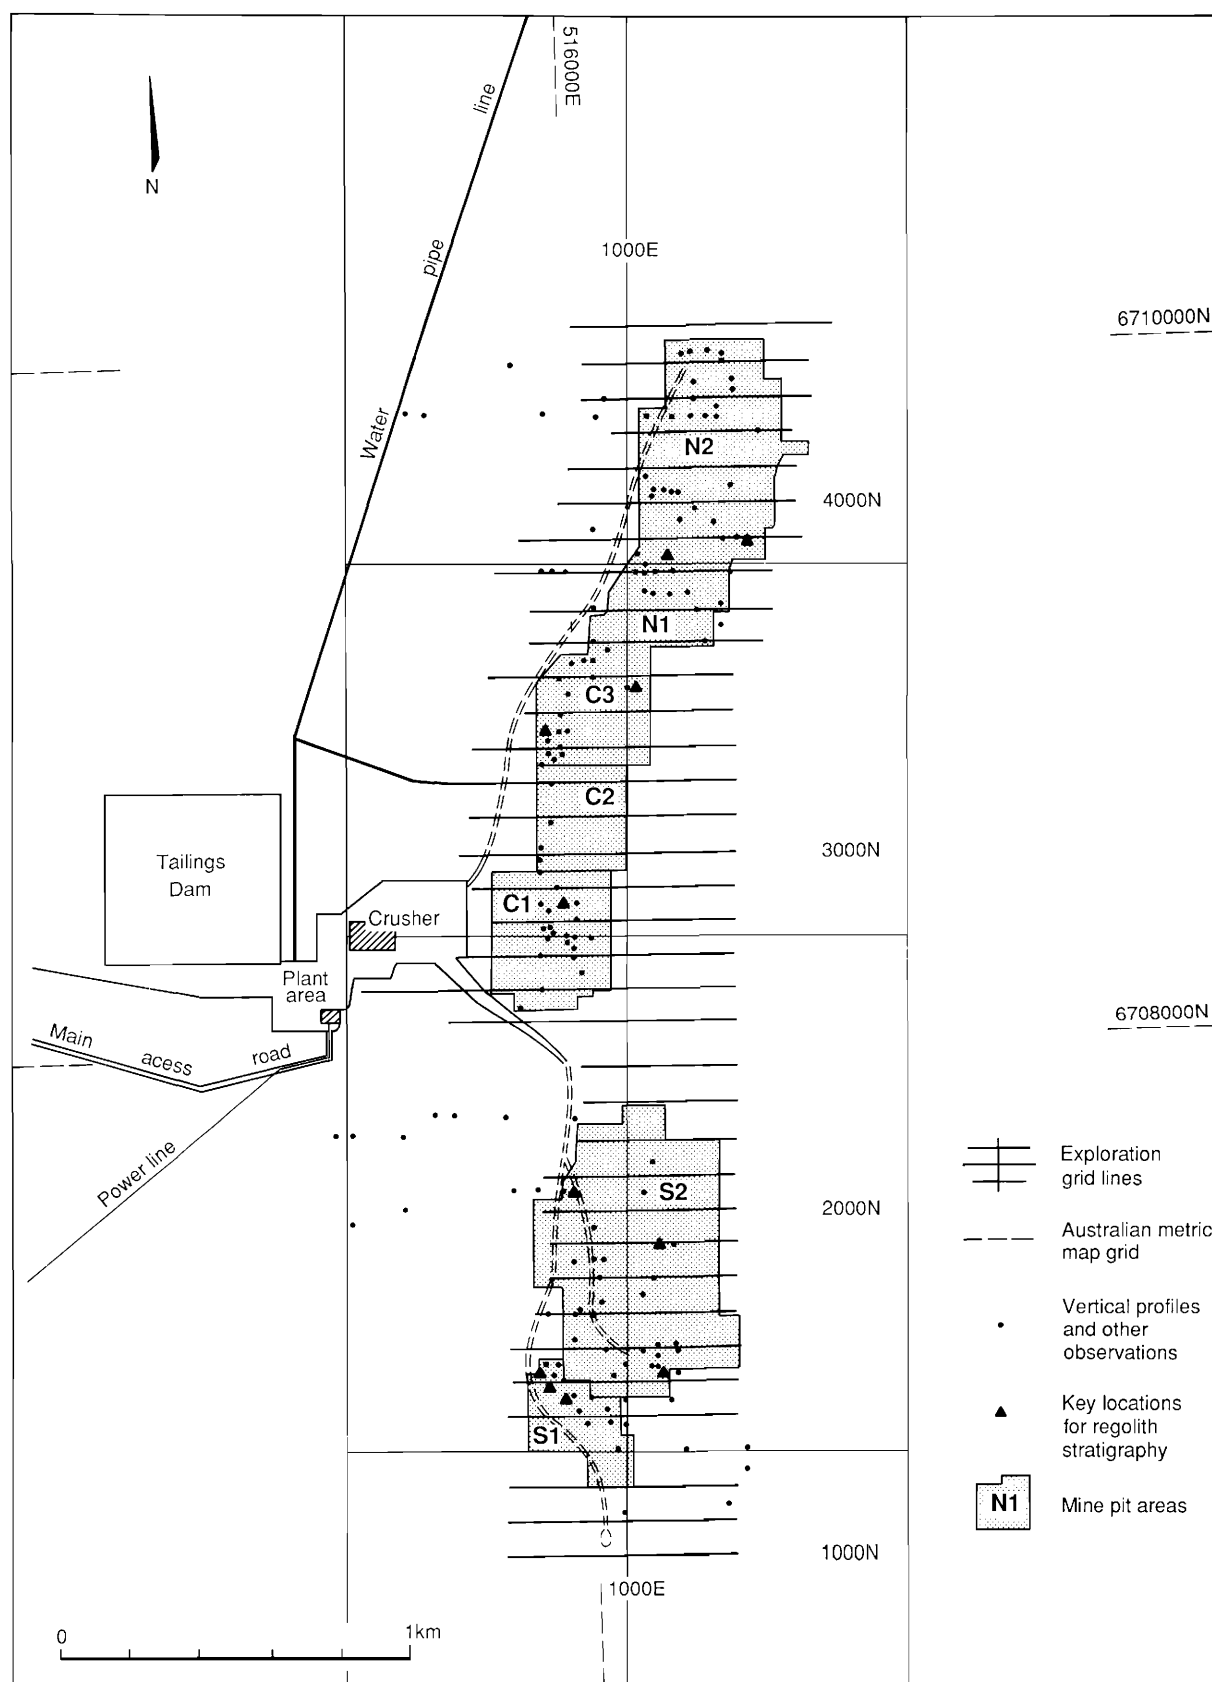 516000E
line
N
pipe
1000E
6710000N
Water
N2
4000N
N1
C3
C2
3000N
Tailings
Dam
C1
Crusher
Plant
area
6708000N
Main acess road
Power line
S2
2000N
S1
1000N
1000E
0 1km
Exploration
grid lines
Australian metric
map grid
Vertical profiles
and other
observations
Key locations
for regolith
stratigraphy
N1
Mine pit areas